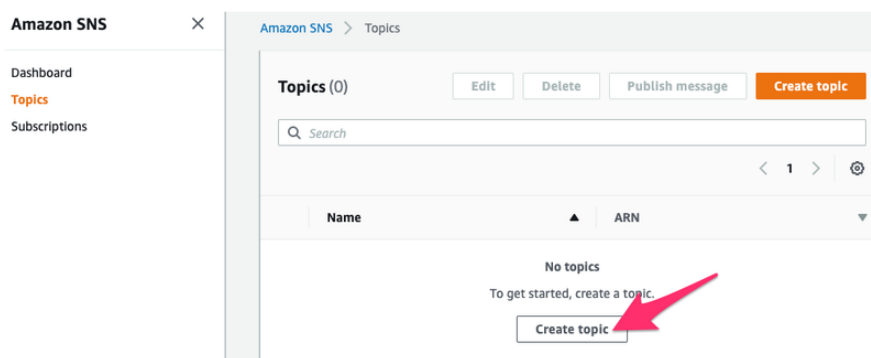 Amazon SNS
Dashboard
Topics
Subscriptions
Amazon SNS > Topics
Topics (0)
Edit
Delete
Publish message
Create topic
Search
< 1 >
Name
ARN
No topics
To get started, create a topic.
Create topic